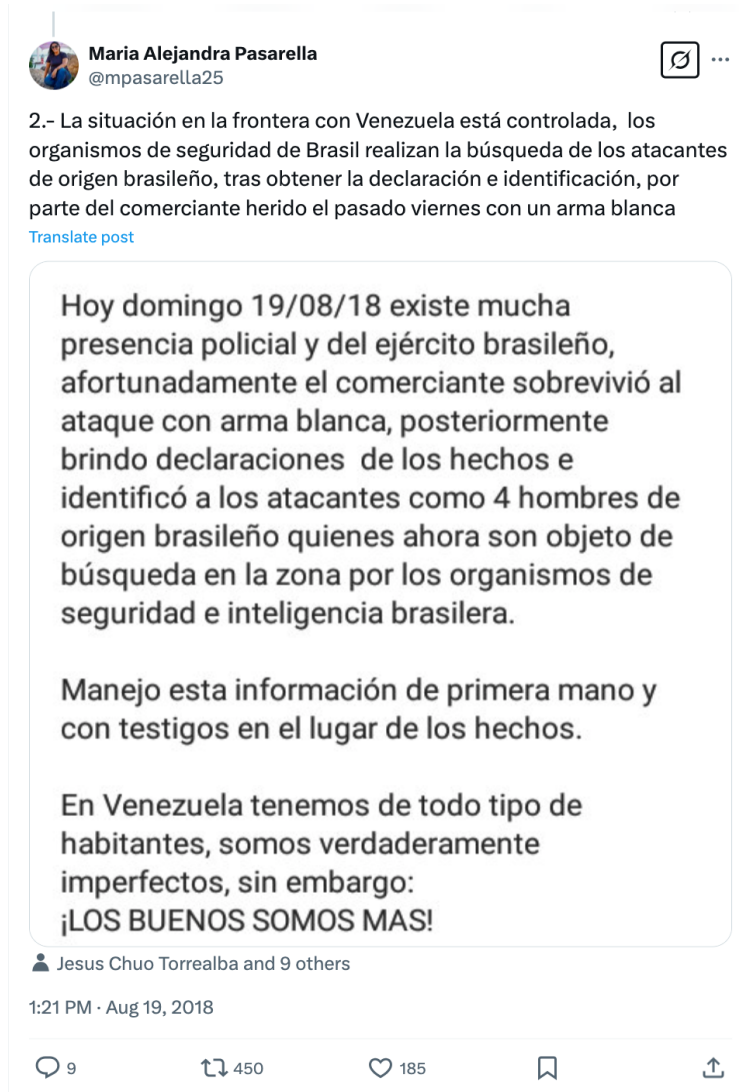 Maria Alejandra Pasarella
@mpasarella25
2.- La situación en la frontera con Venezuela está controlada,  los
organismos de seguridad de Brasil realizan la búsqueda de los atacantes
de origen brasileño, tras obtener la declaración e identificación, por
parte del comerciante herido el pasado viernes con un arma blanca
Translate post
Hoy domingo 19/08/18 existe mucha
presencia policial y del ejército brasileño,
afortunadamente el comerciante sobrevivió al
ataque con arma blanca, posteriormente
brindo declaraciones  de los hechos e
identificó a los atacantes como 4 hombres de
origen brasileño quienes ahora son objeto de
búsqueda en la zona por los organismos de
seguridad e inteligencia brasilera.
Manejo esta información de primera mano y
con testigos en el lugar de los hechos.
En Venezuela tenemos de todo tipo de
habitantes, somos verdaderamente
imperfectos, sin embargo:
¡LOS BUENOS SOMOS MAS!
Jesus Chuo Torrealba and 9 others
1:21 PM · Aug 19, 2018
9 450 185